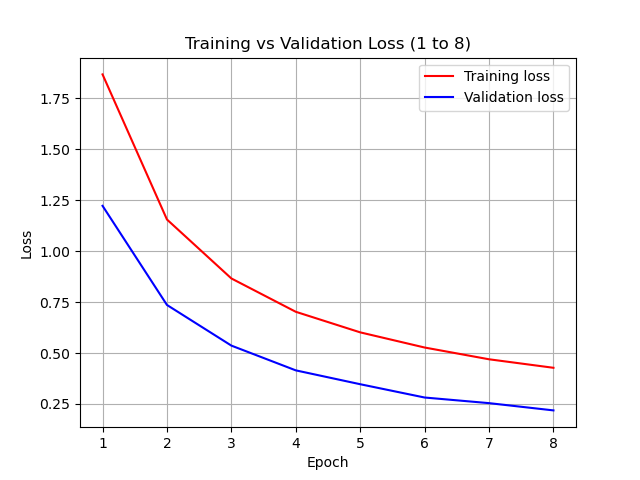 Training vs Validation Loss (1 to 8)
Training loss
Validation loss
1.75
1.50
1.25
1.00
0.75
0.50
0.25
Loss
1 2 3 4 5 6 7 8
Epoch